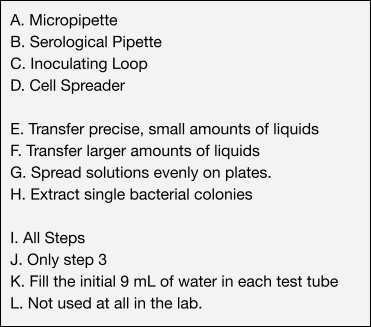 A. Micropipette
B. Serological Pipette
C. Inoculating Loop
D. Cell Spreader
E. Transfer precise, small amounts of liquids
F. Transfer larger amounts of liquids
G. Spread solutions evenly on plates.
H. Extract single bacterial colonies
I. All Steps
J. Only step 3
K. Fill the initial 9 mL of water in each test tube
L. Not used at all in the lab.